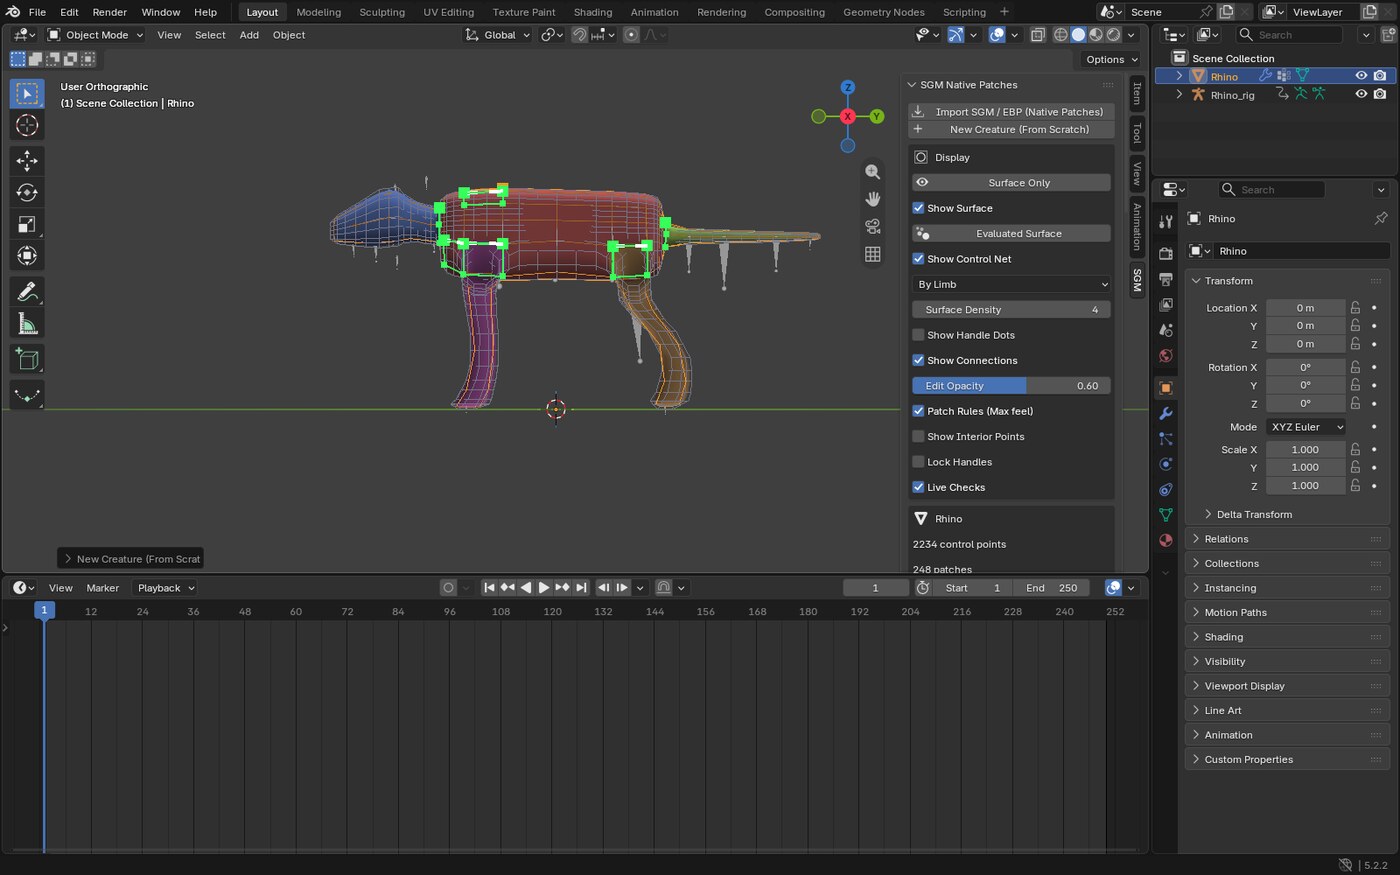 File Edit Render Window Help Layout Modeling Sculpting UV Editing Texture Paint Shading Animation Rendering Compositing Geometry Nodes Scripting + Scene ViewLayer
Object Mode View Select Add Object Global
Options
Search
Scene Collection
Rhino
Rhino_rig
User Orthographic
(1) Scene Collection | Rhino
Z
X
Y
SGM Native Patches
Import SGM / EBP (Native Patches)
New Creature (From Scratch)
Display
Surface Only
Show Surface
Evaluated Surface
Show Control Net
By Limb
Surface Density 4
Show Handle Dots
Show Connections
Edit Opacity 0.60
Patch Rules (Max feel)
Show Interior Points
Lock Handles
Live Checks
Rhino
2234 control points
248 patches
Item
Tool
View
Animation
SGM
New Creature (From Scrat
Search
Rhino
Rhino
Transform
Location X 0 m
Y 0 m
Z 0 m
Rotation X 0°
Y 0°
Z 0°
Mode XYZ Euler
Scale X 1.000
Y 1.000
Z 1.000
Delta Transform
Relations
Collections
Instancing
Motion Paths
Shading
Visibility
Viewport Display
Line Art
Animation
Custom Properties
View Marker Playback 1 Start 1 End 250
1 12 24 36 48 60 72 84 96 108 120 132 144 156 168 180 192 204 216 228 240 252
5.2.2